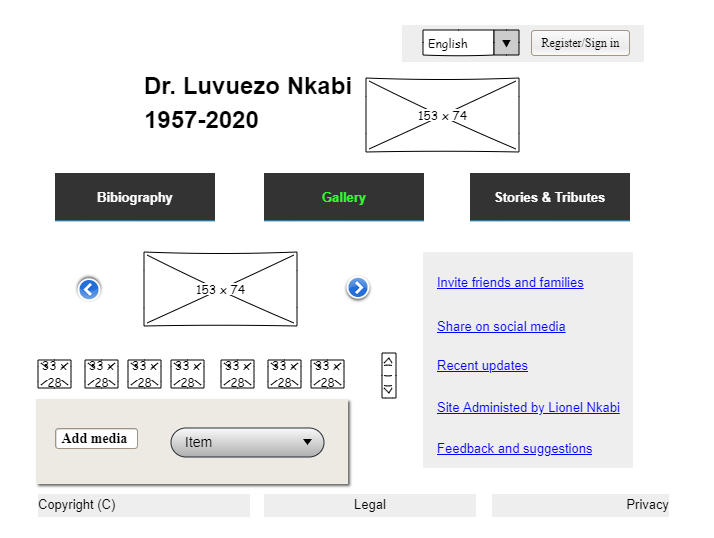 English
Register/Sign in
Dr. Luvuezo Nkabi
1957-2020
153 x 74
Bibiography
Gallery
Stories & Tributes
153 x 74
Invite friends and families
Share on social media
Recent updates
Site Administed by Lionel Nkabi
Feedback and suggestions
33 x 28
33 x 28
33 x 28
33 x 28
33 x 28
33 x 28
33 x 28
Add media
Item
Copyright (C)
Legal
Privacy